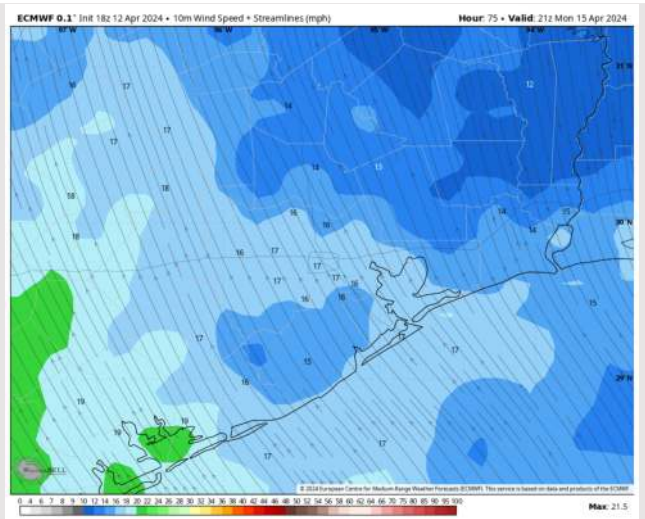 ECMWF 0.1° Init 18z 12 Apr 2024 • 10m Wind Speed + Streamlines (mph) Hour: 75 • Valid: 21z Mon 15 Apr 2024
97°W 96°W 95°W 94°W
31°N
16 17 12
14
17
17
14 13
18
18
16 14 15
16
14
18
30°N
16 17
17
17 17 16
16 16
15
17
17
17
15
29°N
16
19
19 19
17
17
© 2024 European Centre for Medium-Range Weather Forecasts (ECMWF). This service is based on data and products of the ECMWF.
0 4 6 7 8 9 10 12 14 16 18 20 21 22 24 26 28 30 32 34 36 38 40 42 44 46 48 50 52 54 56 58 60 65 70 75 80 85 90 95 100
Max: 21.5